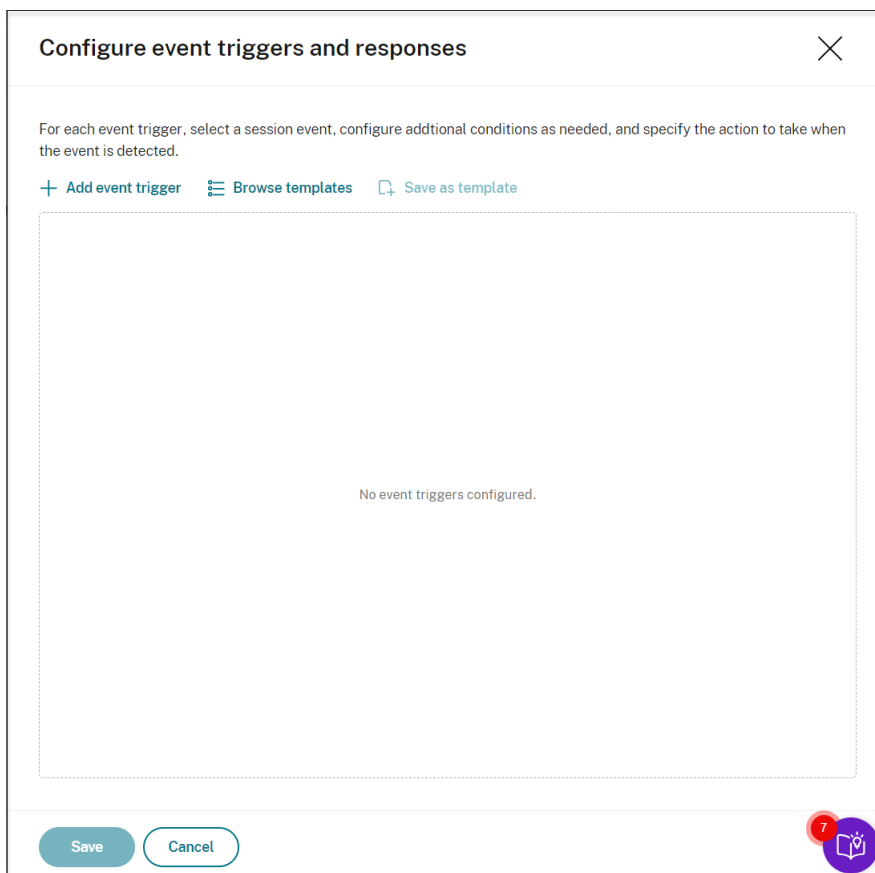 Configure event triggers and responses
For each event trigger, select a session event, configure addtional conditions as needed, and specify the action to take when
the event is detected.
Add event trigger Browse templates Save as template
No event triggers configured.
Save Cancel
7